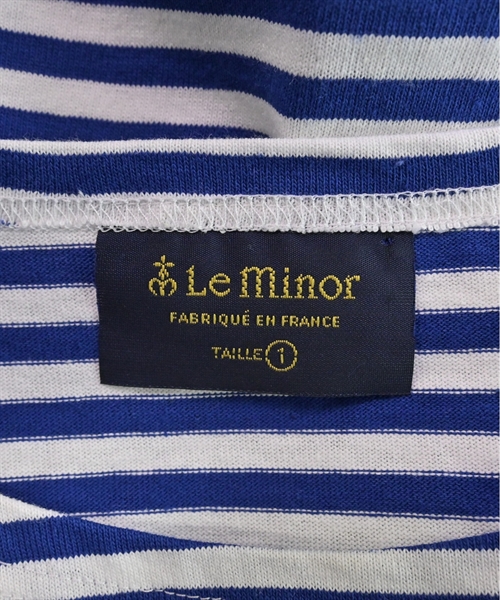 Le Minor
FABRIQUÉ EN FRANCE
TAILLE 1